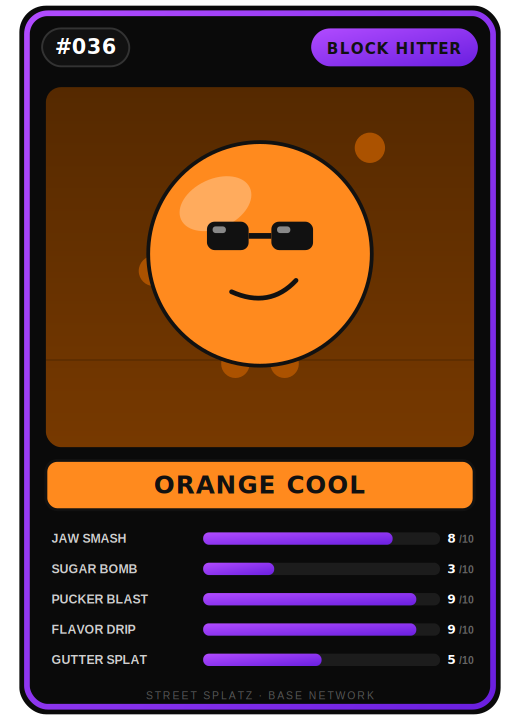 #036
BLOCK HITTER
ORANGE COOL
JAW SMASH 8 /10
SUGAR BOMB 3 /10
PUCKER BLAST 9 /10
FLAVOR DRIP 9 /10
GUTTER SPLAT 5 /10
STREET SPLATZ · BASE NETWORK